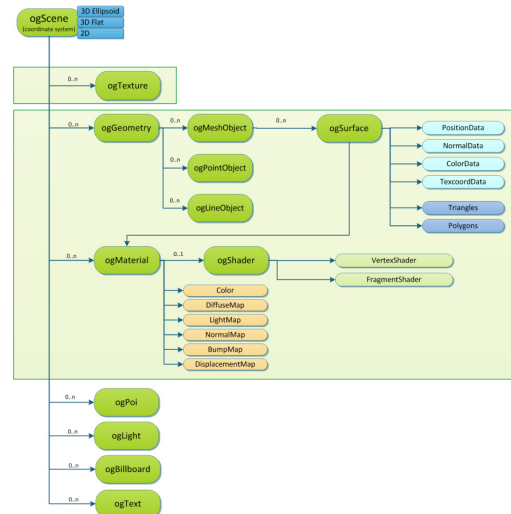 ogScene
(coordinate system)
3D Ellipsoid
3D Flat
2D
0..n
ogTexture
0..n
ogGeometry
0..n
ogMeshObject
0..n
ogSurface
PositionData
NormalData
ColorData
TexcoordData
0..n
ogPointObject
0..n
ogLineObject
Triangles
Polygons
0..n
ogMaterial
0..1
ogShader
VertexShader
FragmentShader
Color
DiffuseMap
LightMap
NormalMap
BumpMap
DisplacementMap
0..n
ogPoi
0..n
ogLight
0..n
ogBillboard
0..n
ogText